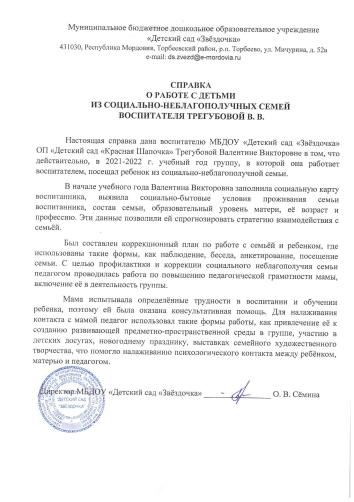 Муниципальное бюджетное дошкольное образовательное учреждение
«Детский сад «Звёздочка»
431030, Республика Мордовия, Торбеевский район, р.п. Торбеево, ул. Мичурина, д. 52в
e-mail: ds.zvezd@e-mordovia.ru
СПРАВКА
О РАБОТЕ С ДЕТЬМИ
ИЗ СОЦИАЛЬНО-НЕБЛАГОПОЛУЧНЫХ СЕМЕЙ
ВОСПИТАТЕЛЯ ТРЕГУБОВОЙ В. В.
Настоящая справка дана воспитателю МБДОУ «Детский сад «Звёздочка»
ОП «Детский сад «Красная Шапочка» Трегубовой Валентине Викторовне в том, что
действительно, в 2021-2022 г. учебный год группу, в которой она работает
воспитателем, посещал ребенок из социально-неблагополучной семьи.
В начале учебного года Валентина Викторовна заполнила социальную карту
воспитанника, выявила социально-бытовые условия проживания семьи
воспитанника, состав семьи, образовательный уровень матери, её возраст и
профессию. Эти данные позволили ей спрогнозировать стратегию взаимодействия с
семьёй.
Был составлен коррекционный план по работе с семьёй и ребенком, где
использованы такие формы, как наблюдение, беседа, анкетирование, посещение
семьи. С целью профилактики и коррекции социального неблагополучия семьи
педагогом проводилась работа по повышению педагогической грамотности мамы,
включение её в деятельность группы.
Мама испытывала определённые трудности в воспитании и обучении
ребенка, поэтому ей была оказана консультативная помощь. Для налаживания
контакта с мамой педагог использовал такие формы работы, как привлечение её к
созданию развивающей предметно-пространственной среды в группе, участию в
детских досугах, новогоднему празднику, выставках семейного художественного
творчества, что помогло налаживанию психологического контакта между ребёнком,
матерью и педагогом.
Директор МБДОУ «Детский сад «Звёздочка» О. В. Сёмина
ДЕТСКИЙ САД
"ЗВЁЗДОЧКА"